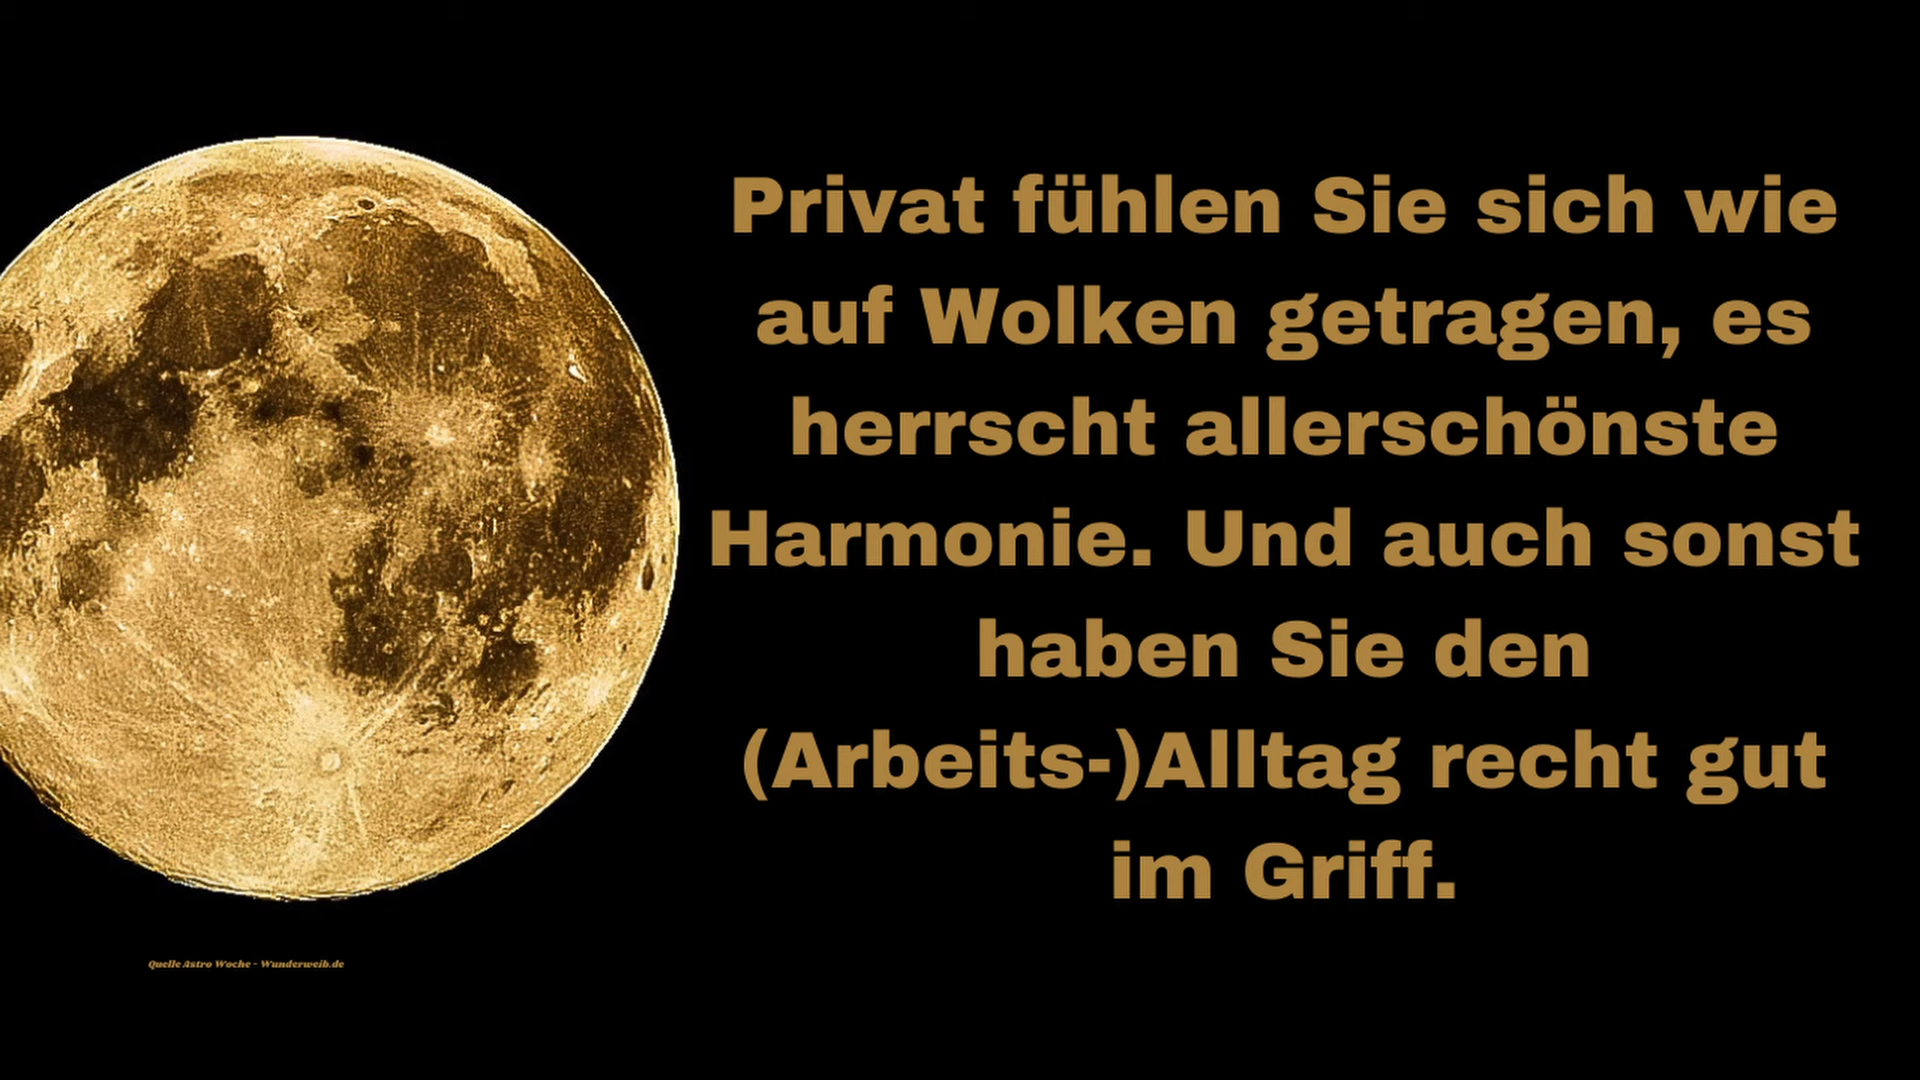 Privat fühlen Sie sich wie
auf Wolken getragen, es
herrscht allerschönste
Harmonie. Und auch sonst
haben Sie den
(Arbeits-)Alltag recht gut
im Griff.
Quelle Astro Woche - Wunderweib.de